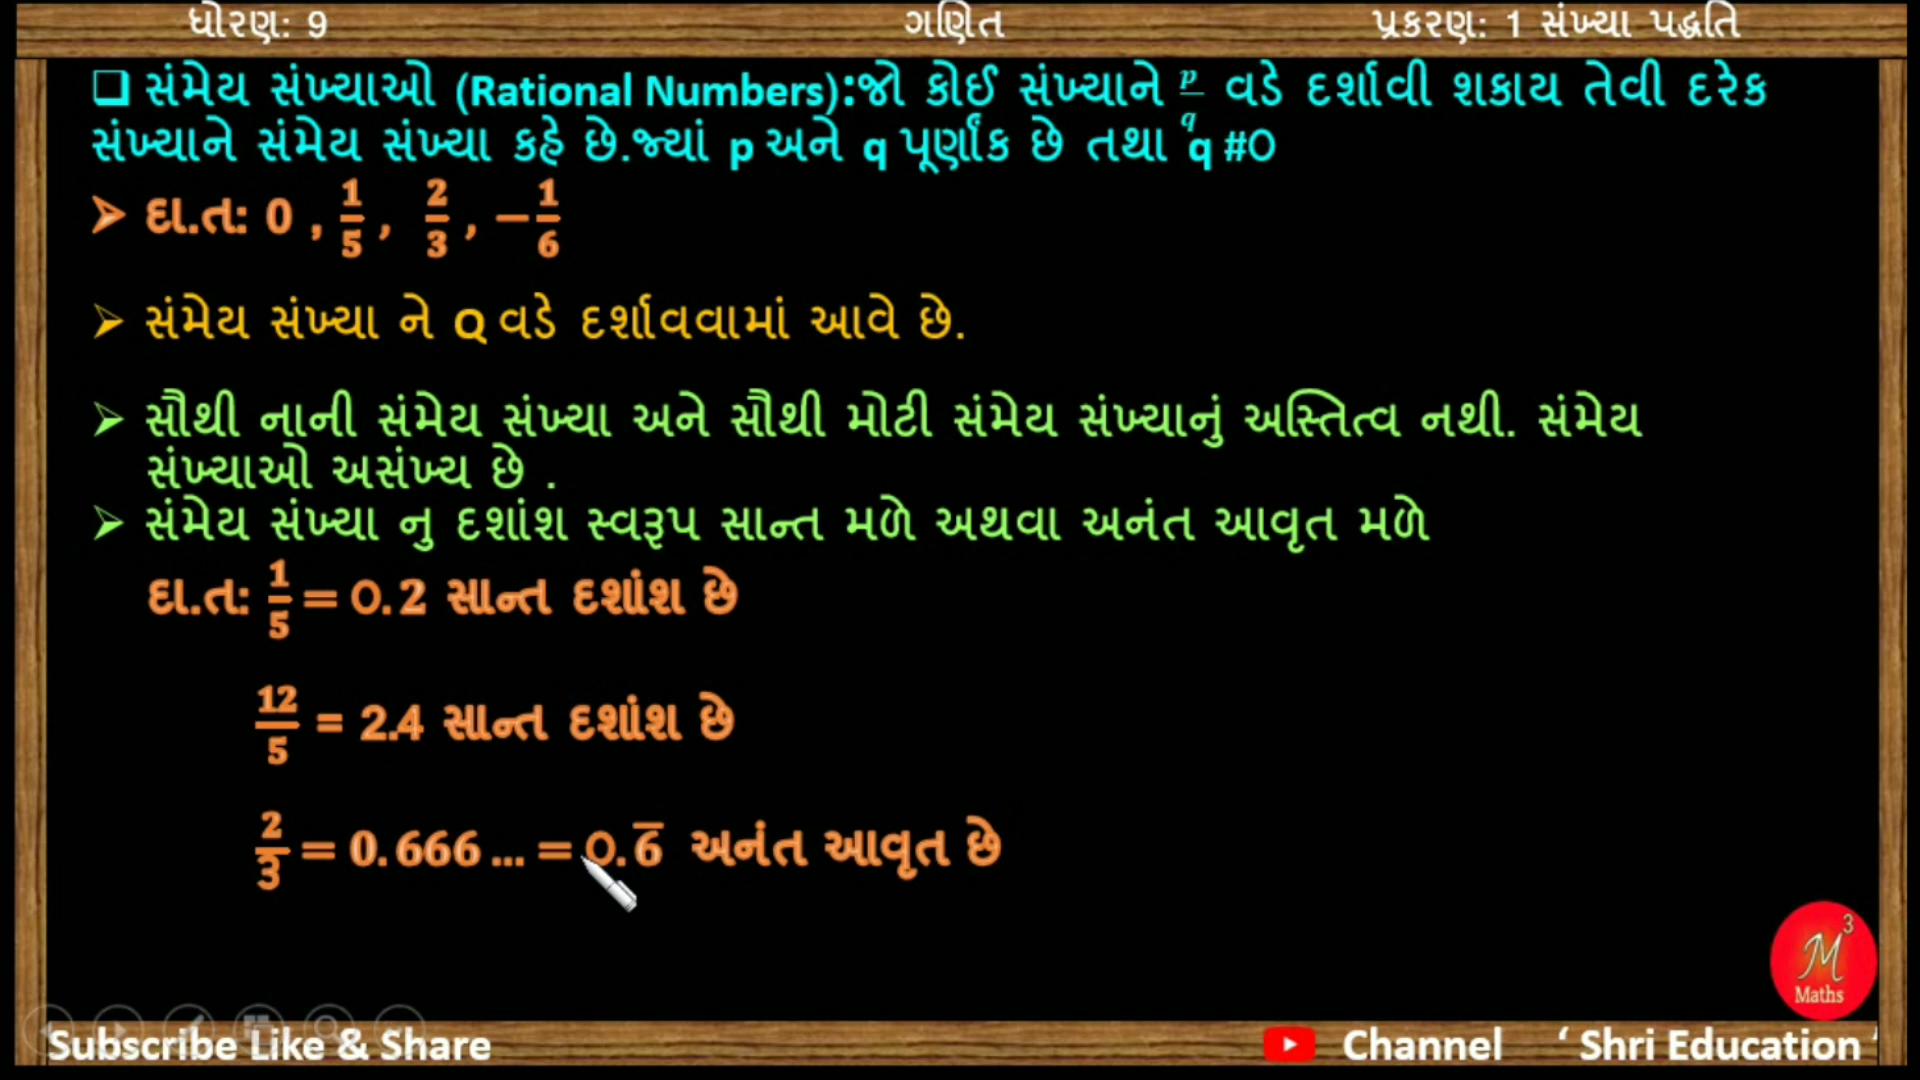 ધોરણ: 9 ગણિત પ્રકરણ: 1 સંખ્યા પદ્ધતિ
❑ સંમેય સંખ્યાઓ (Rational Numbers):જો કોઈ સંખ્યાને p/q વડે દર્શાવી શકાય તેવી દરેક
સંખ્યાને સંમેય સંખ્યા કહે છે.જ્યાં p અને q પૂર્ણાંક છે તથા q #0
➢ દા.ત: 0 , 1/5 , 2/3 , −1/6
➢ સંમેય સંખ્યા ને Q વડે દર્શાવવામાં આવે છે.
➢ સૌથી નાની સંમેય સંખ્યા અને સૌથી મોટી સંમેય સંખ્યાનું અસ્તિત્વ નથી. સંમેય
સંખ્યાઓ અસંખ્ય છે .
➢ સંમેય સંખ્યા નુ દશાંશ સ્વરૂપ સાન્ત મળે અથવા અનંત આવૃત મળે
દા.ત: 1/5 = 0.2 સાન્ત દશાંશ છે
12/5 = 2.4 સાન્ત દશાંશ છે
2/3 = 0.666 ... = 0.6̅ અનંત આવૃત છે
M³
Maths
Subscribe Like & Share Channel ‘ Shri Education ’